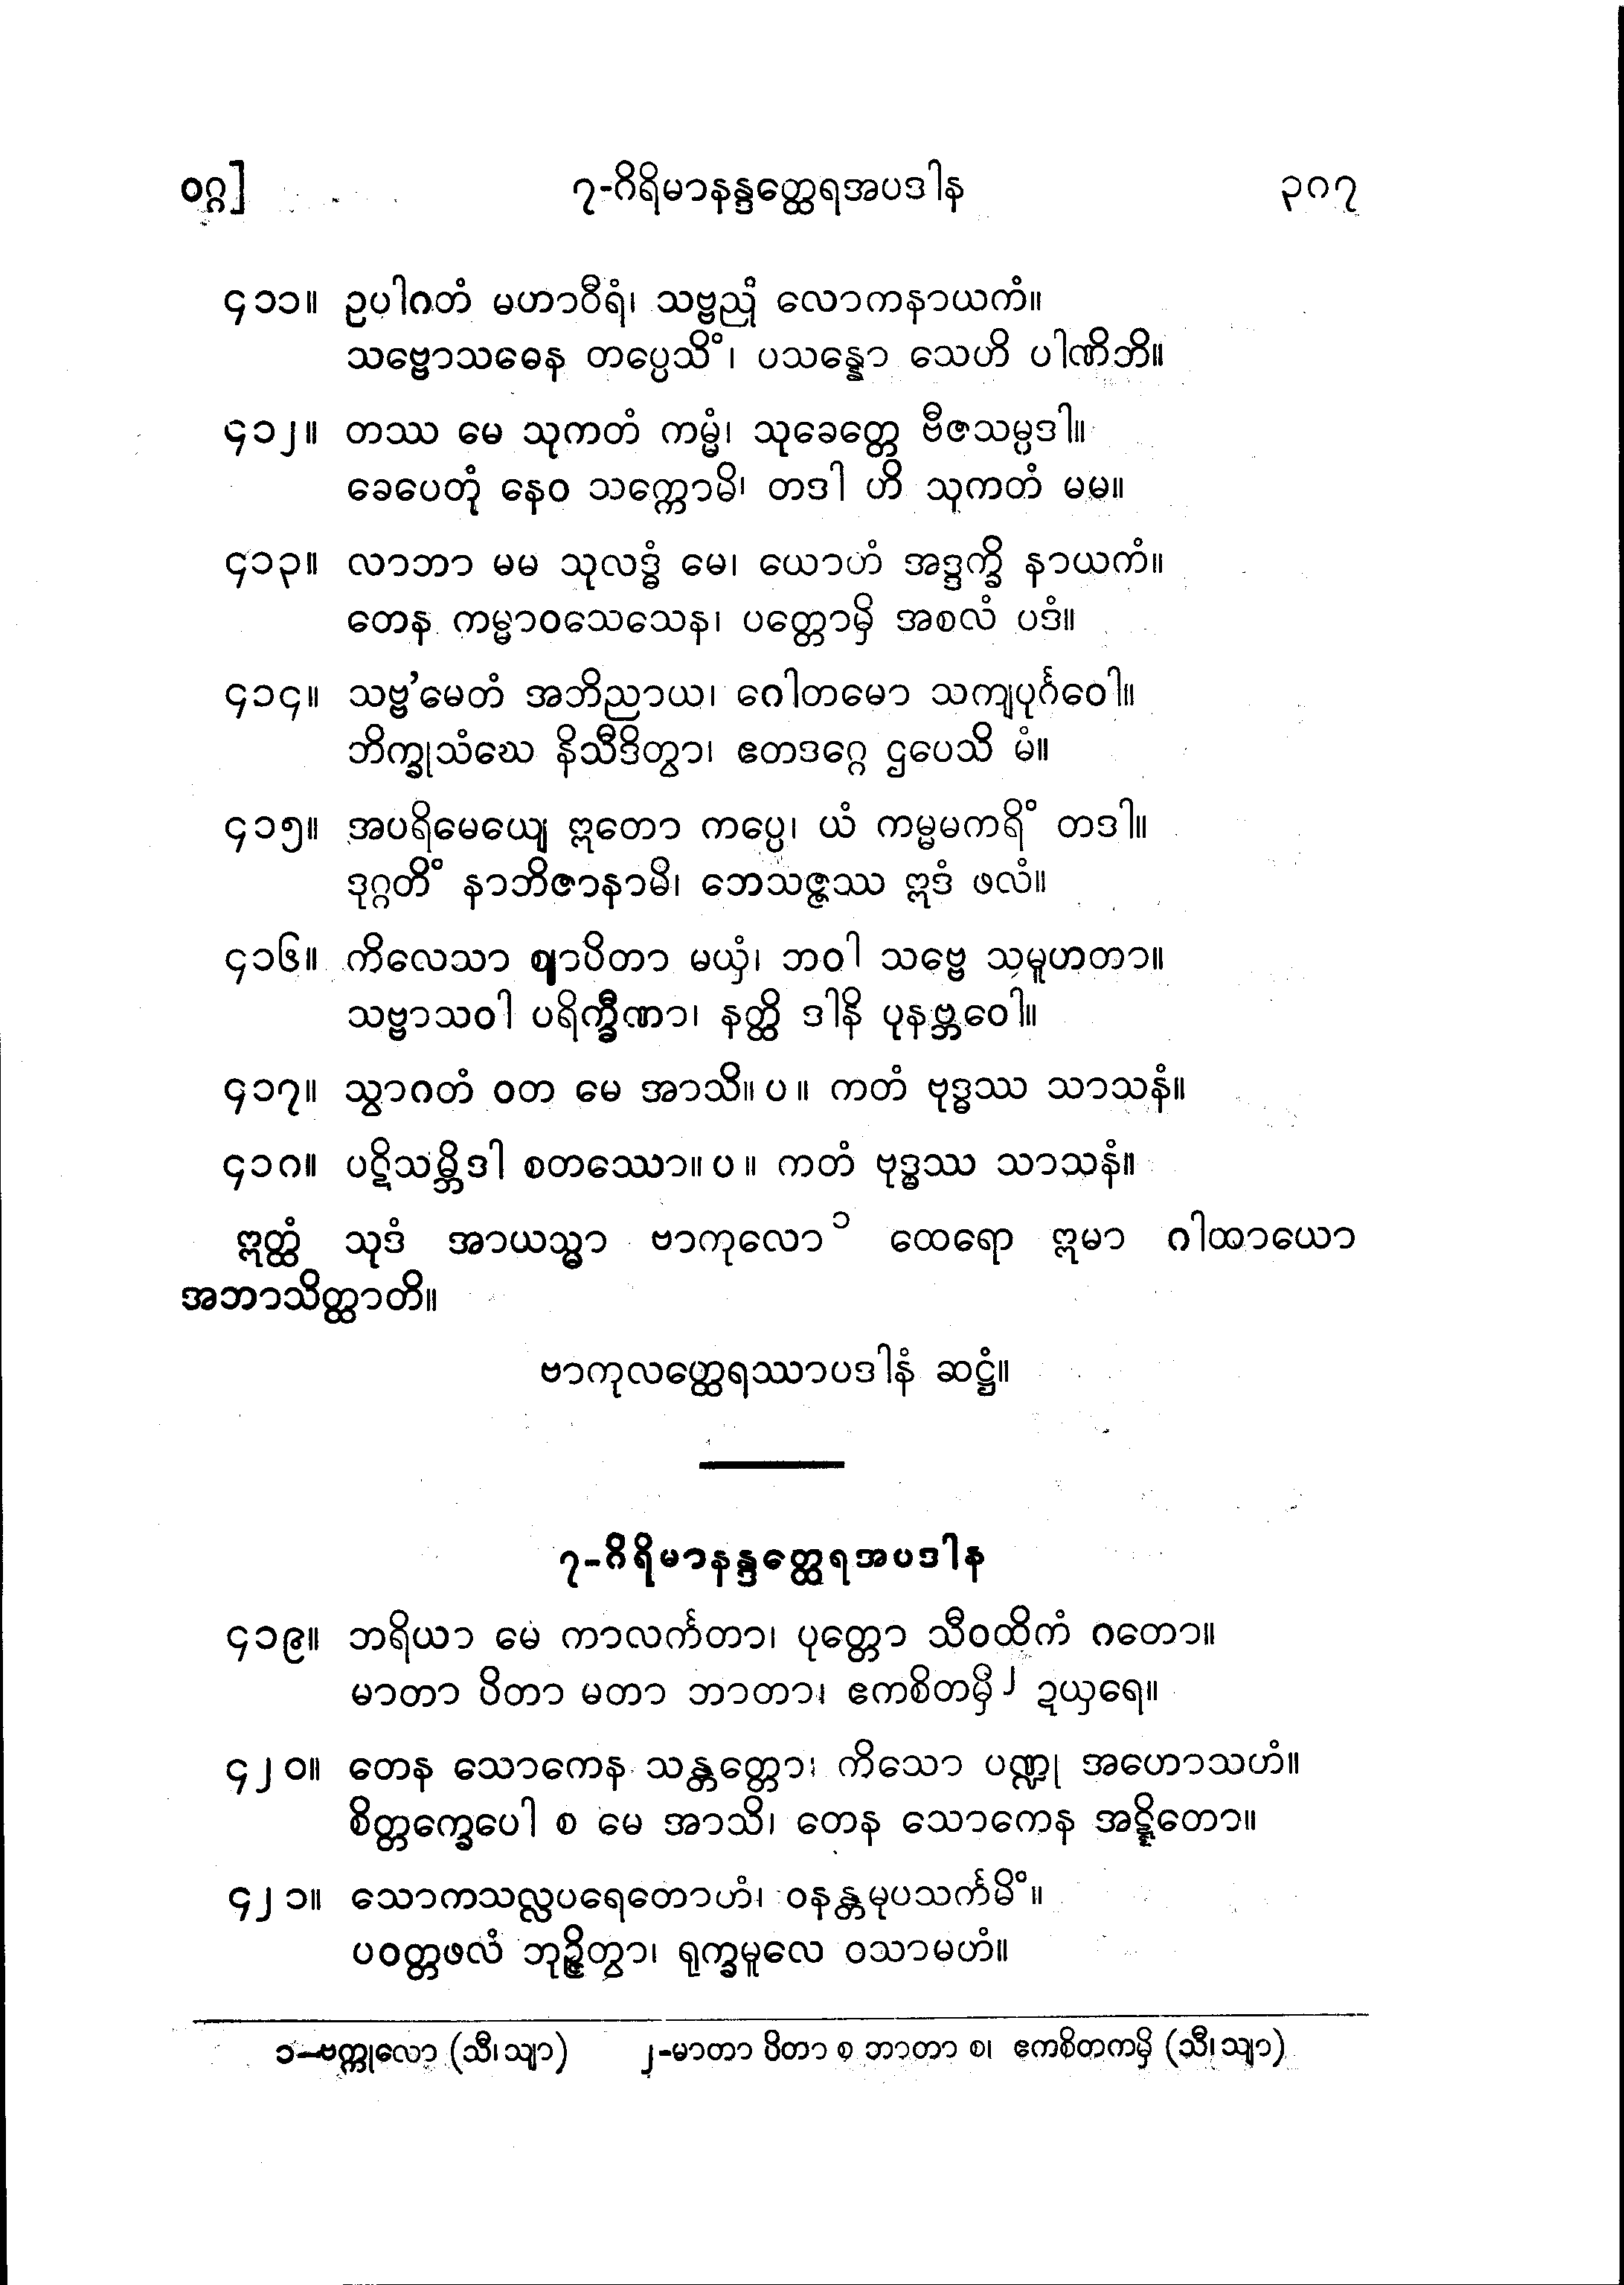 ဝဂ္ဂ] ၇-ဂိရိမာနန္ဒတ္ထေရအပဒါန ၃၈၇
၄၁၁။ ဥပါဂတံ မဟာဝီရံ၊ သဗ္ဗညုံ လောကနာယကံ။
သဗ္ဗောသဓေန တပ္ပေသိံ၊ ပသန္နော သေဟိ ပါဏိဘိ။
၄၁၂။ တဿ မေ သုကတံ ကမ္မံ၊ သုခေတ္တေ ဗီဇသမ္ပဒါ။
ခေပေတုံ နေဝ သက္ကောမိ၊ တဒါ ဟိ သုကတံ မမ။
၄၁၃။ လာဘာ မမ သုလဒ္ဓံ မေ၊ ယောဟံ အဒ္ဒက္ခိ နာယကံ။
တေန ကမ္မာဝသေသေန၊ ပတ္တောမှိ အစလံ ပဒံ။
၄၁၄။ သဗ္ဗ’မေတံ အဘိညာယ၊ ဂေါတမော သကျပုင်္ဂဝေါ။
ဘိက္ခုသံဃေ နိသီဒိတွာ၊ ဧတဒဂ္ဂေ ဌပေသိ မံ။
၄၁၅။ အပရိမေယျေ ဣတော ကပ္ပေ၊ ယံ ကမ္မမကရိံ တဒါ။
ဒုဂ္ဂတိံ နာဘိဇာနာမိ၊ ဘေသဇ္ဇဿ ဣဒံ ဖလံ။
၄၁၆။ ကိလေသာ ဈာပိတာ မယှံ၊ ဘဝါ သဗ္ဗေ သမူဟတာ။
သဗ္ဗာသဝါ ပရိက္ခီဏာ၊ နတ္ထိ ဒါနိ ပုနဗ္ဘဝေါ။
၄၁၇။ သွာဂတံ ဝတ မေ အာသိ။ ပ ။ ကတံ ဗုဒ္ဓဿ သာသနံ။
၄၁၈။ ပဋိသမ္ဘိဒါ စတဿော။ ပ ။ ကတံ ဗုဒ္ဓဿ သာသနံ။
ဣတ္ထံ သုဒံ အာယသ္မာ ဗာကုလော၁ ထေရော ဣမာ ဂါထာယော
အဘာသိတ္ထာတိ။
ဗာကုလတ္ထေရဿာပဒါနံ ဆဋ္ဌံ။
၇-ဂိရိမာနန္ဒတ္ထေရအပဒါန
၄၁၉။ ဘရိယာ မေ ကာလင်္ကတာ၊ ပုတ္တော သီဝထိကံ ဂတော။
မာတာ ပိတာ မတာ ဘာတာ၊ ဧကစိတမှိ၂ ဍယှရေ။
၄၂၀။ တေန သောကေန သန္တတ္တော၊ ကိသော ပဏ္ဍု အဟောသဟံ။
စိတ္တက္ခေပေါ စ မေ အာသိ၊ တေန သောကေန အဋ္ဋိတော။
၄၂၁။ သောကသလ္လပရေတောဟံ၊ ဝနန္တမုပသင်္ကမိံ။
ပဝတ္တဖလံ ဘုဉ္ဇိတွာ၊ ရုက္ခမူလေ ဝသာမဟံ။
၁-ဗက္ကုလော (သီ၊သျာ) ၂-မာတာ ပိတာ စ ဘာတာ စ၊ ဧကစိတကမှိ (သီ၊သျာ)